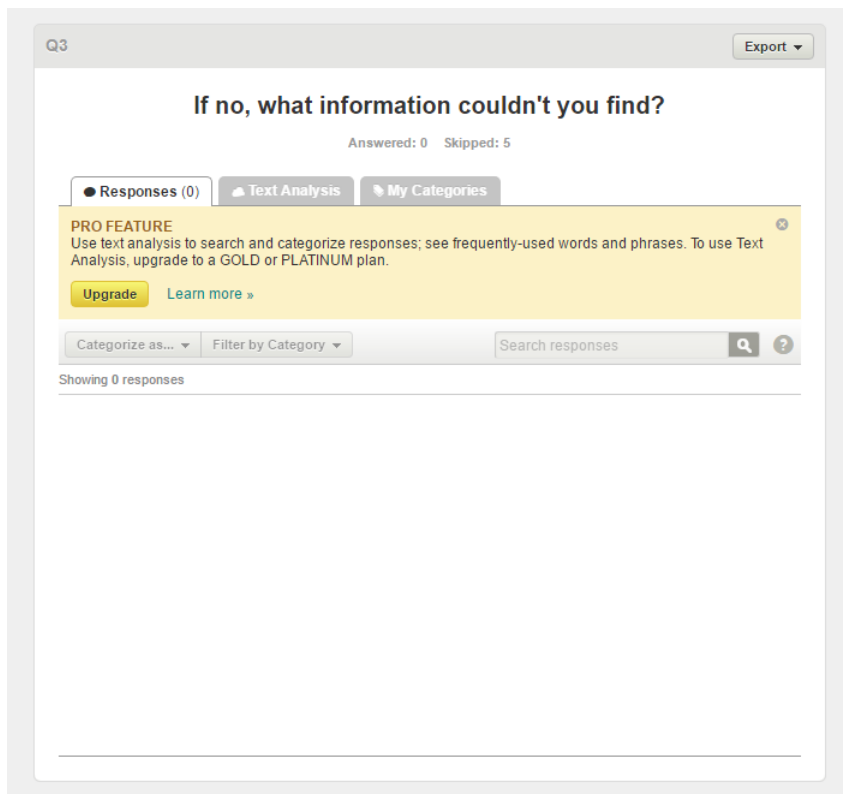 Q3 Export
If no, what information couldn't you find?
Answered: 0 Skipped: 5
Responses (0) Text Analysis My Categories
PRO FEATURE
Use text analysis to search and categorize responses; see frequently-used words and phrases. To use Text
Analysis, upgrade to a GOLD or PLATINUM plan.
Upgrade Learn more »
Categorize as... Filter by Category Search responses ?
Showing 0 responses